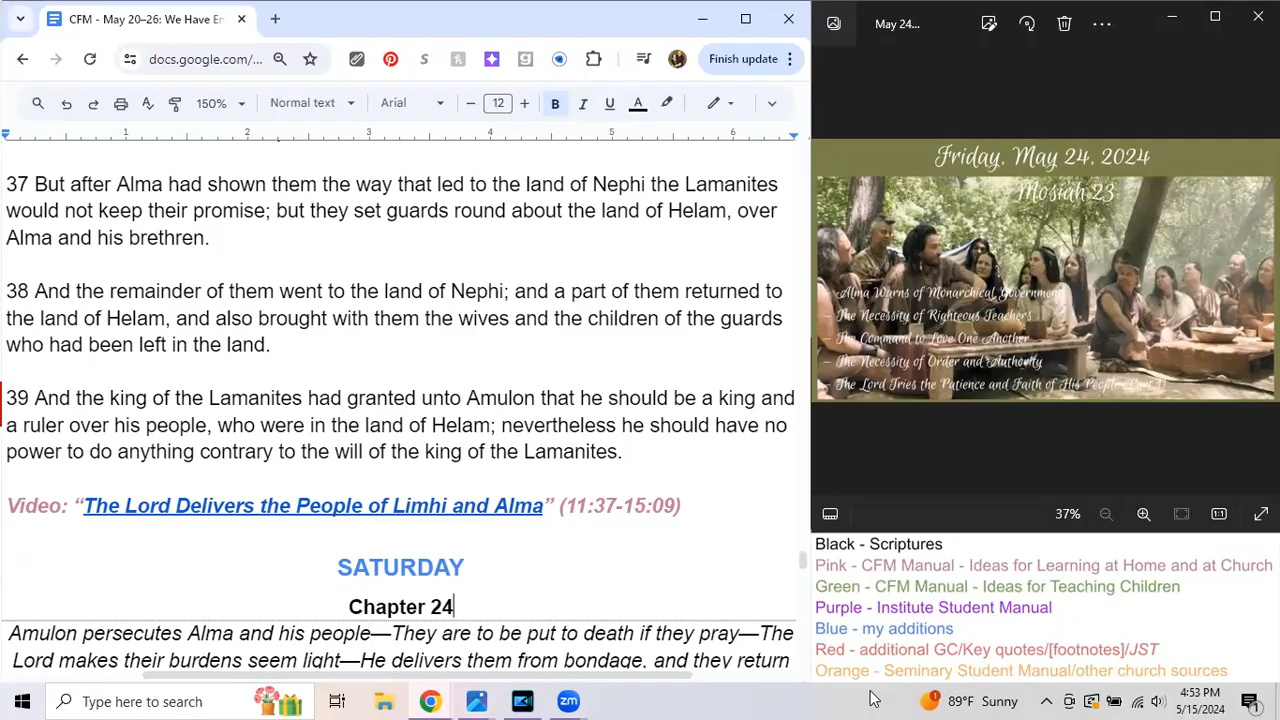 CFM - May 20–26: We Have En
docs.google.com/...
Finish update
150%
Normal text
Arial
12
B
I
U
A
1
2
3
4
5
6
37 But after Alma had shown them the way that led to the land of Nephi the Lamanites
would not keep their promise; but they set guards round about the land of Helam, over
Alma and his brethren.
38 And the remainder of them went to the land of Nephi; and a part of them returned to
the land of Helam, and also brought with them the wives and the children of the guards
who had been left in the land.
39 And the king of the Lamanites had granted unto Amulon that he should be a king and
a ruler over his people, who were in the land of Helam; nevertheless he should have no
power to do anything contrary to the will of the king of the Lamanites.
Video: “The Lord Delivers the People of Limhi and Alma” (11:37-15:09)
SATURDAY
Chapter 24
Amulon persecutes Alma and his people—They are to be put to death if they pray—The
Lord makes their burdens seem light—He delivers them from bondage, and they return
May 24...
Friday, May 24, 2024
Mosiah 23
- Alma Warns of Monarchical Government
- The Necessity of Righteous Teachers
- The Command to Love One Another
- The Necessity of Order and Authority
- The Lord Tries the Patience and Faith of His People (Part 1)
37%
1:1
Black - Scriptures
Pink - CFM Manual - Ideas for Learning at Home and at Church
Green - CFM Manual - Ideas for Teaching Children
Purple - Institute Student Manual
Blue - my additions
Red - additional GC/Key quotes/[footnotes]/JST
Orange - Seminary Student Manual/other church sources
Type here to search
zm
1
89°F Sunny
4:53 PM
5/15/2024
1